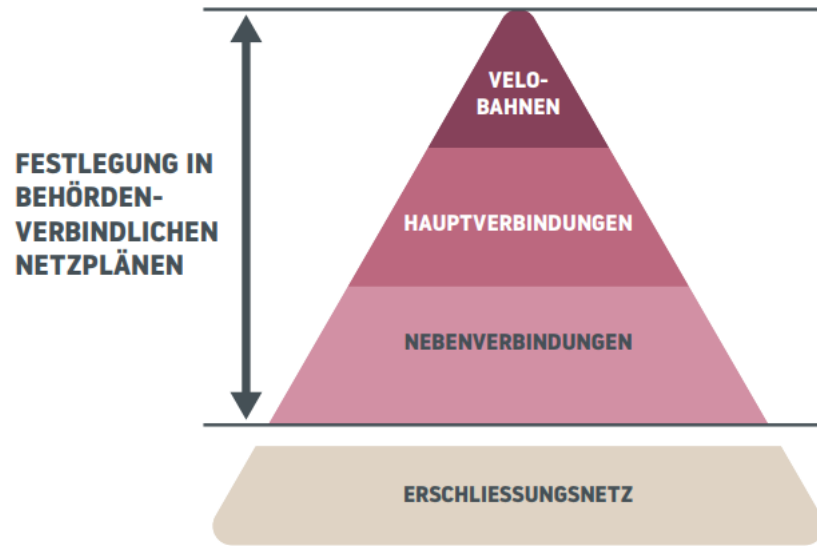 VELO-
BAHNEN
FESTLEGUNG IN
BEHÖRDEN-
VERBINDLICHEN
NETZPLÄNEN
HAUPTVERBINDUNGEN
NEBENVERBINDUNGEN
ERSCHLIESSUNGSNETZ